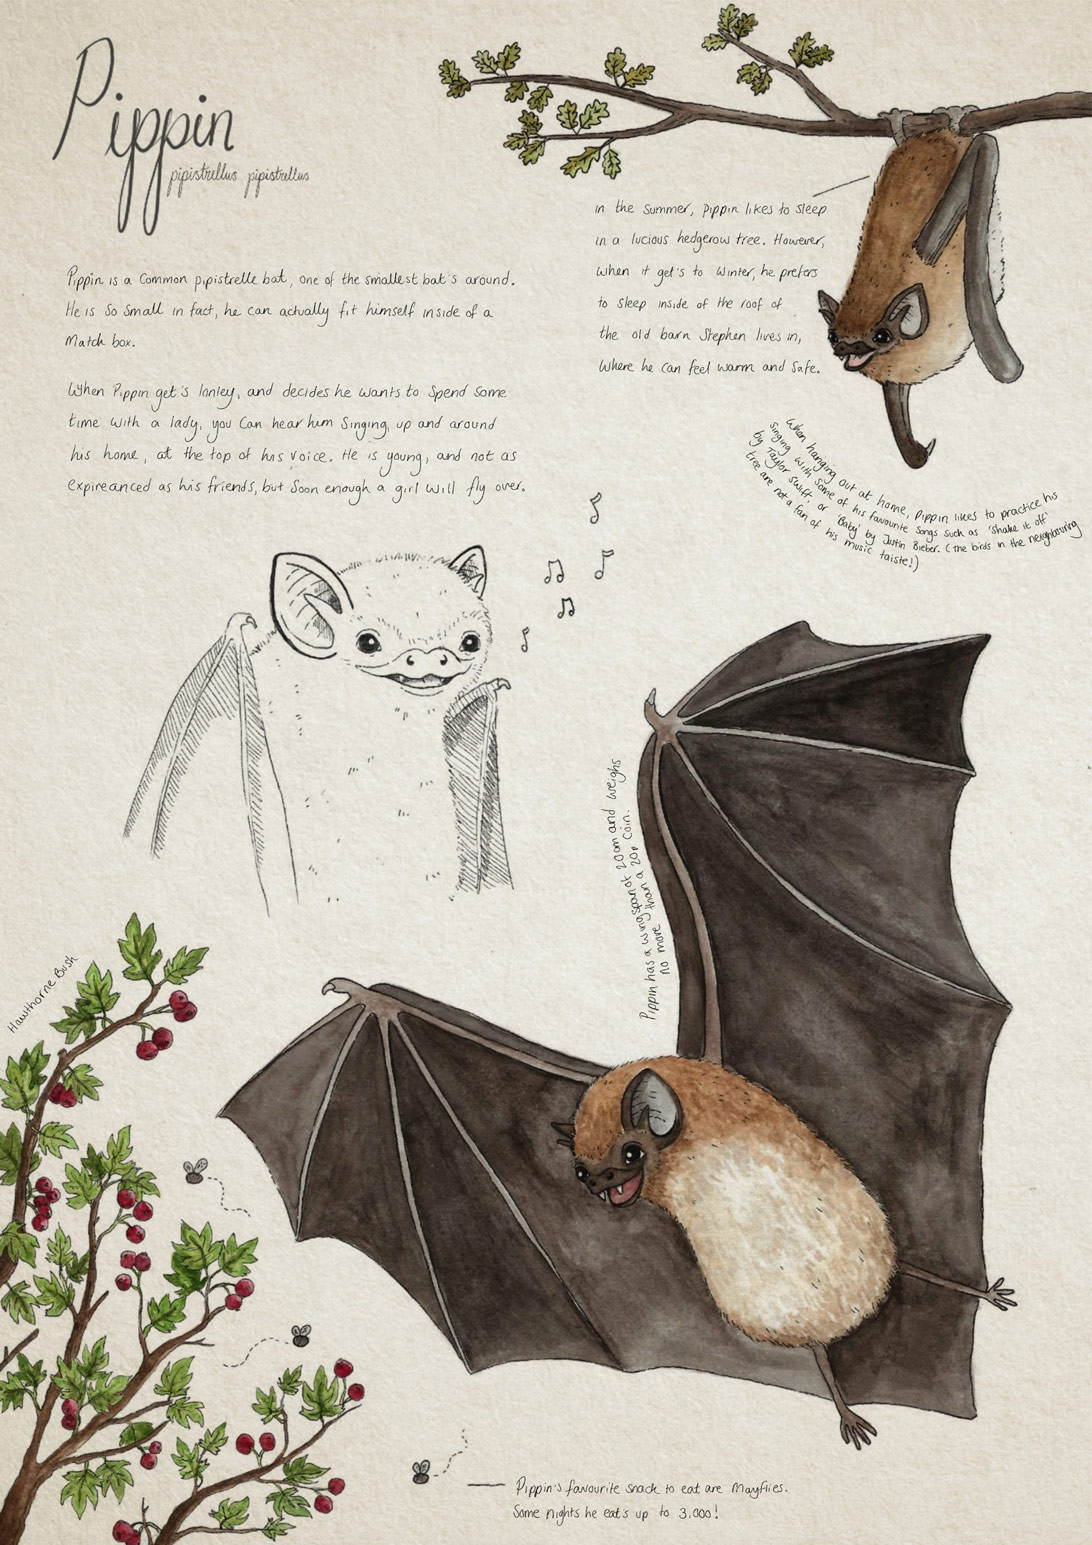 Pippin
pipistrellus pipistrellus
Pippin is a Common pipistrelle bat, one of the smallest bat's around.
He is So Small in fact, he can actually fit himself inside of a
Match box.
When Pippin get's lonley, and decides he wants to Spend Some
time with a lady, you Can hear him Singing, up and around
his home, at the top of his voice. He is young, and not as
expireanced as his friends, but Soon enough a girl will fly over.
in the Summer, Pippin likes to Sleep
in a lucious hedgerow tree. However,
when it get's to Winter, he prefers
to Sleep inside of the roof of
the old barn Stephen lives in,
Where he can feel warm and Safe.
When hanging out at home, Pippin likes to practice his
Singing with some of his favourite Songs Such as 'Shake it off'
by Taylor Swift, or 'Baby' by Justin Bieber. (The birds in the neighbouring
tree are not a fan of his music taiste!)
Pippin has a wing span of 20cm and weighs
no more than a 20p coin.
Hawthorne Bush
Pippin's favourite snack to eat are Mayflies.
Some nights he eat's up to 3.000!